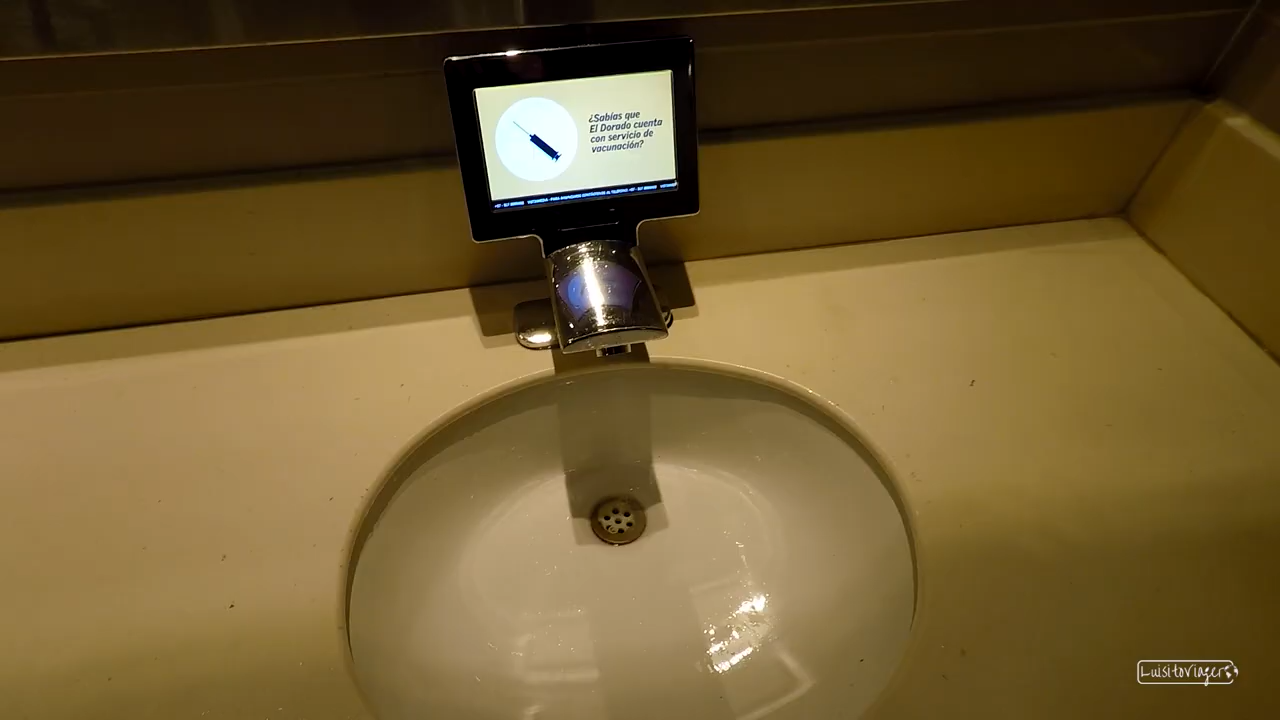 ¿Sabías que
El Dorado cuenta
con servicio de
vacunación?
Luisitoviajero